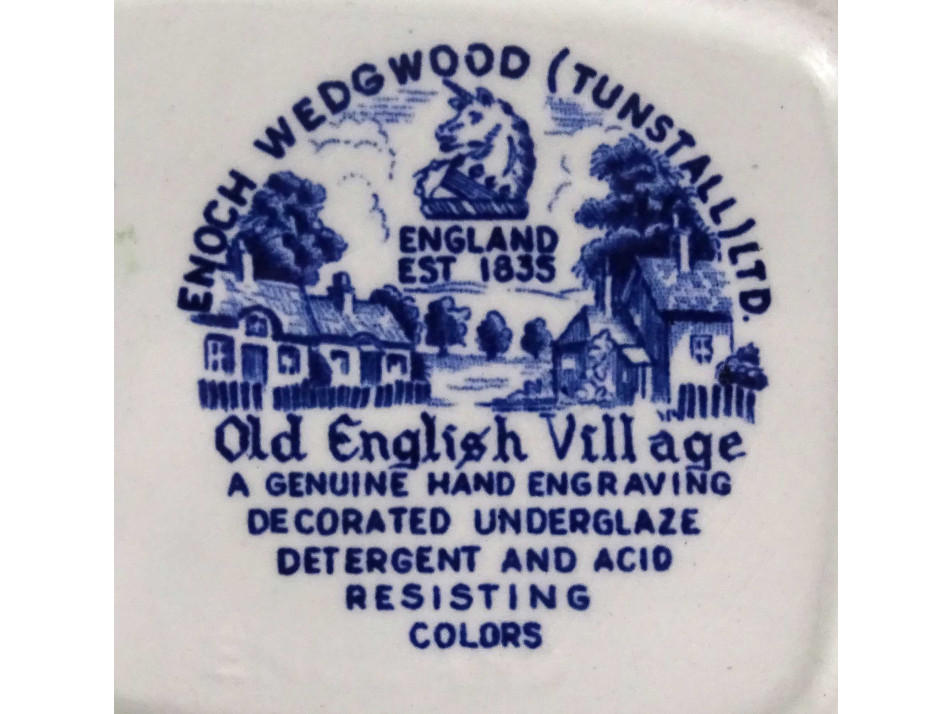 ENOCH WEDGWOOD (TUNSTALL) LTD.
ENGLAND
EST 1835
Old English Village
A GENUINE HAND ENGRAVING
DECORATED UNDERGLAZE
DETERGENT AND ACID
RESISTING
COLORS